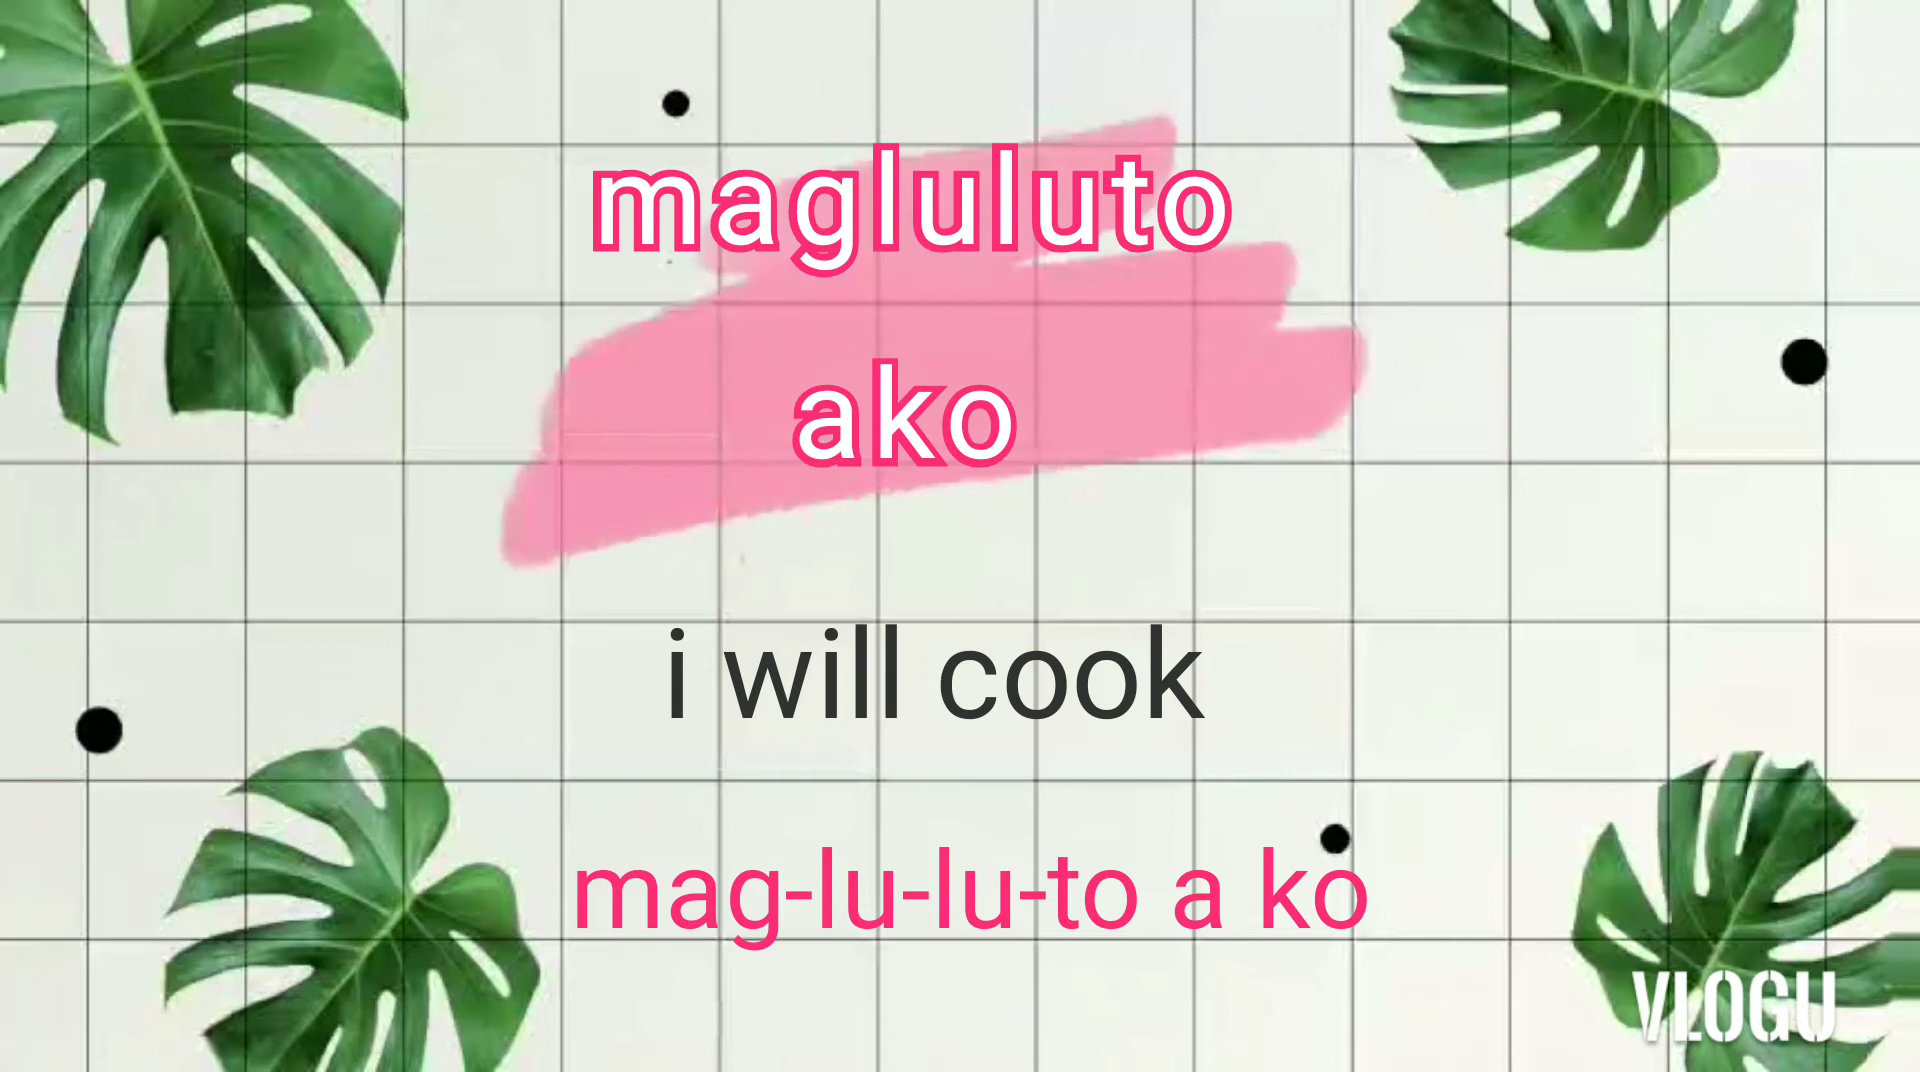 magluluto
ako
i will cook
mag-lu-lu-to a ko
VLOGU